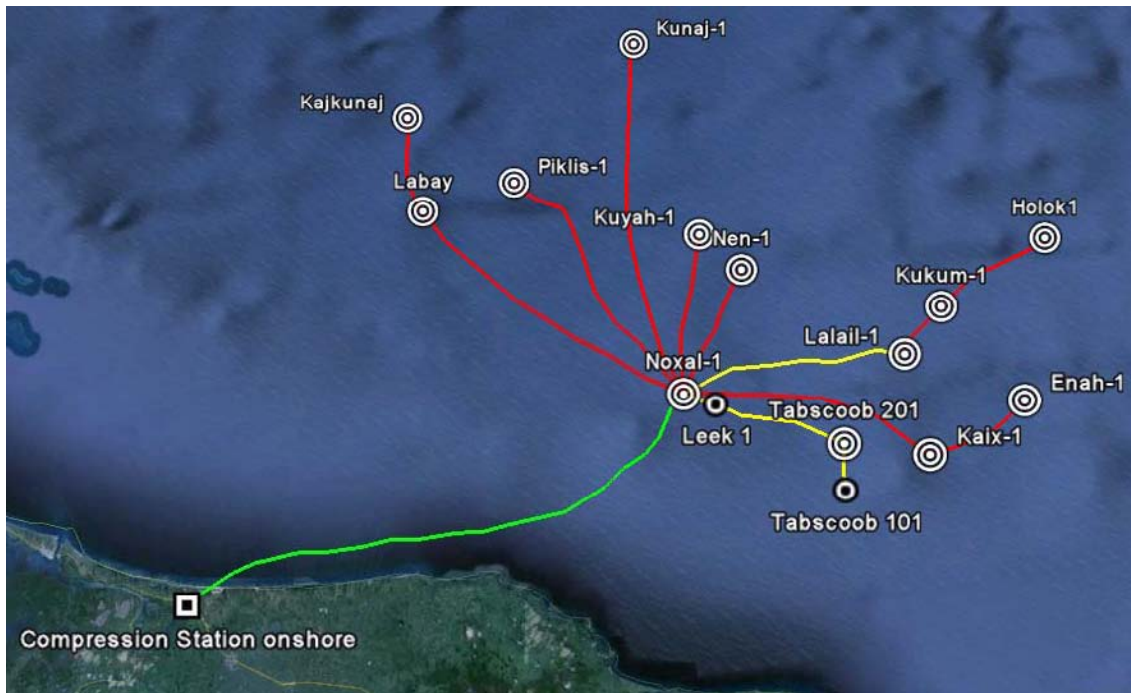 Kunaj-1
Kajkunaj
Piklis-1
Labay
Kuyah-1
Nen-1
Holok1
Kukum-1
Lalail-1
Noxal-1
Enah-1
Tabscoob 201
Leek 1
Kaix-1
Tabscoob 101
Compression Station onshore